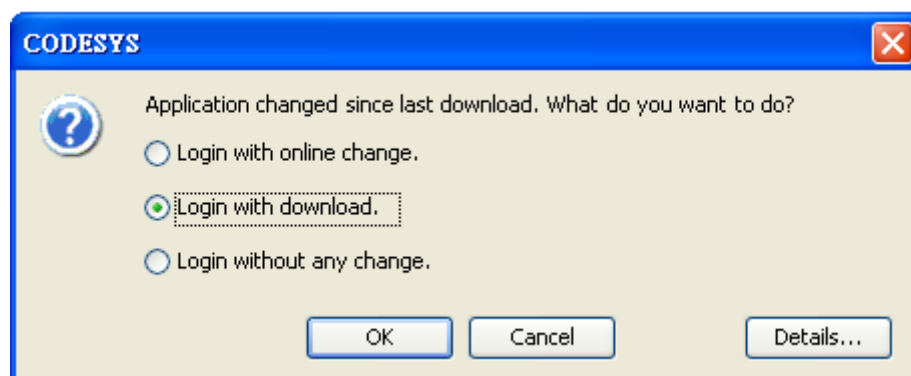 CODESYS
Application changed since last download. What do you want to do?
Login with online change.
Login with download.
Login without any change.
OK
Cancel
Details...